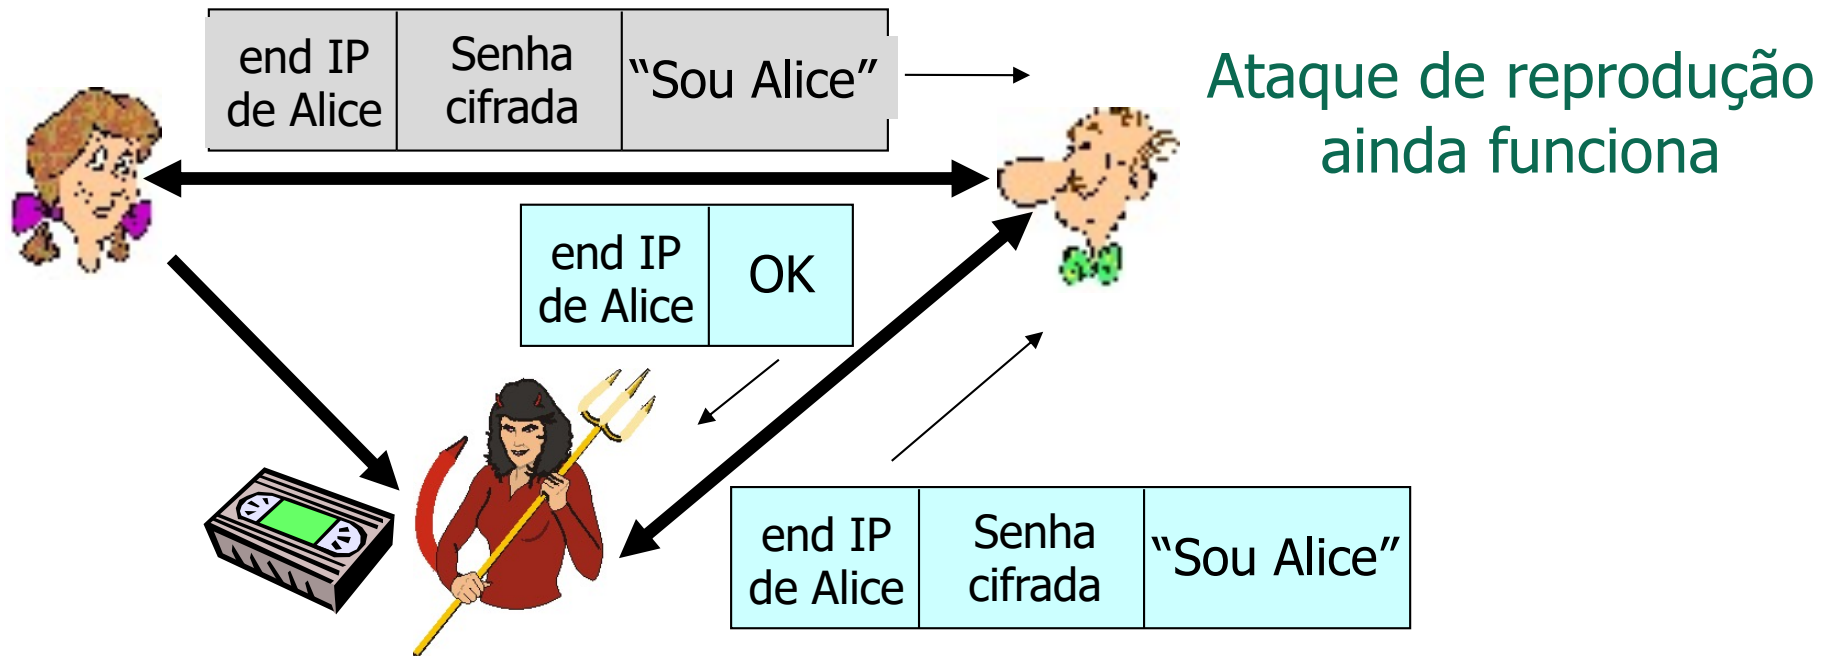 end IP
de Alice
Senha
cifrada
“Sou Alice”
Ataque de reprodução
ainda funciona
end IP
de Alice
OK
end IP
de Alice
Senha
cifrada
“Sou Alice”